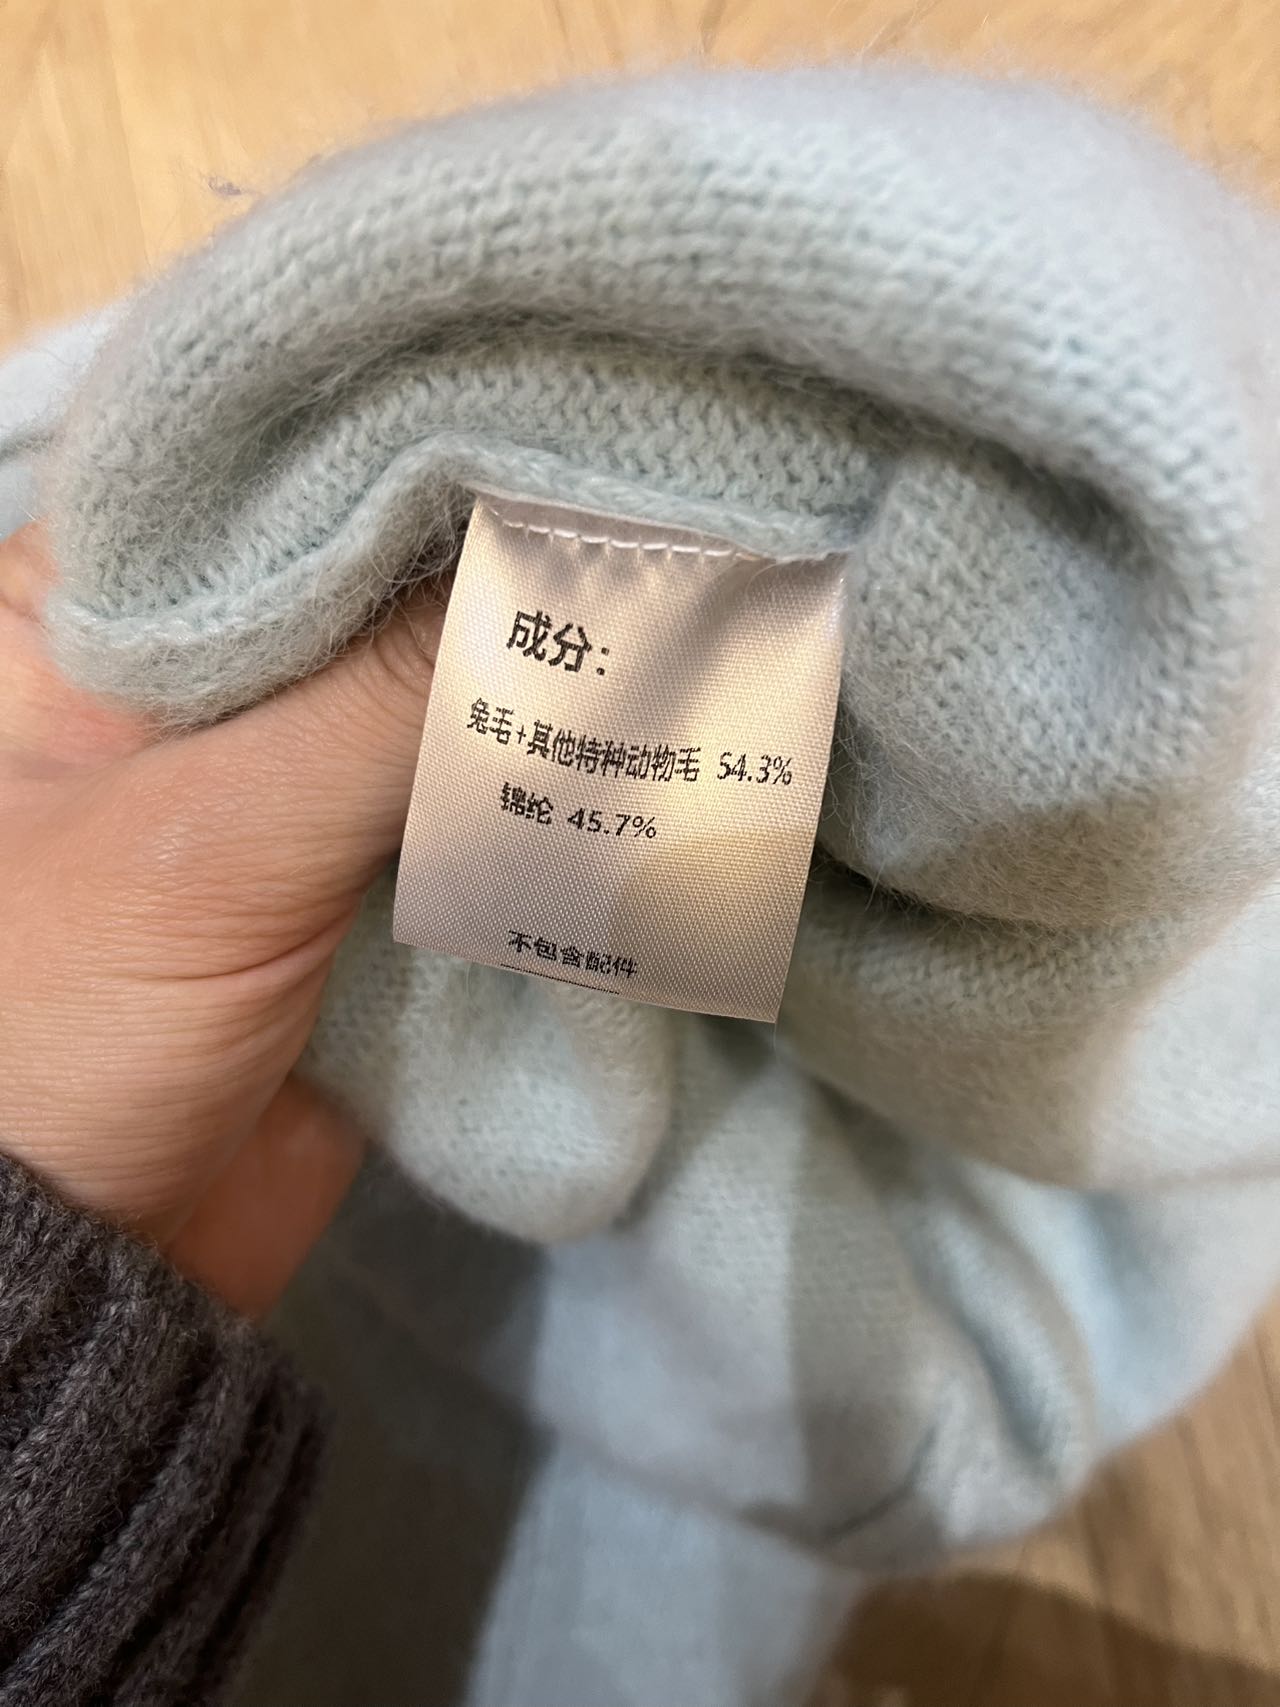 成分：
兔毛+其他特种动物毛 54.3%
锦纶 45.7%
不包含配件